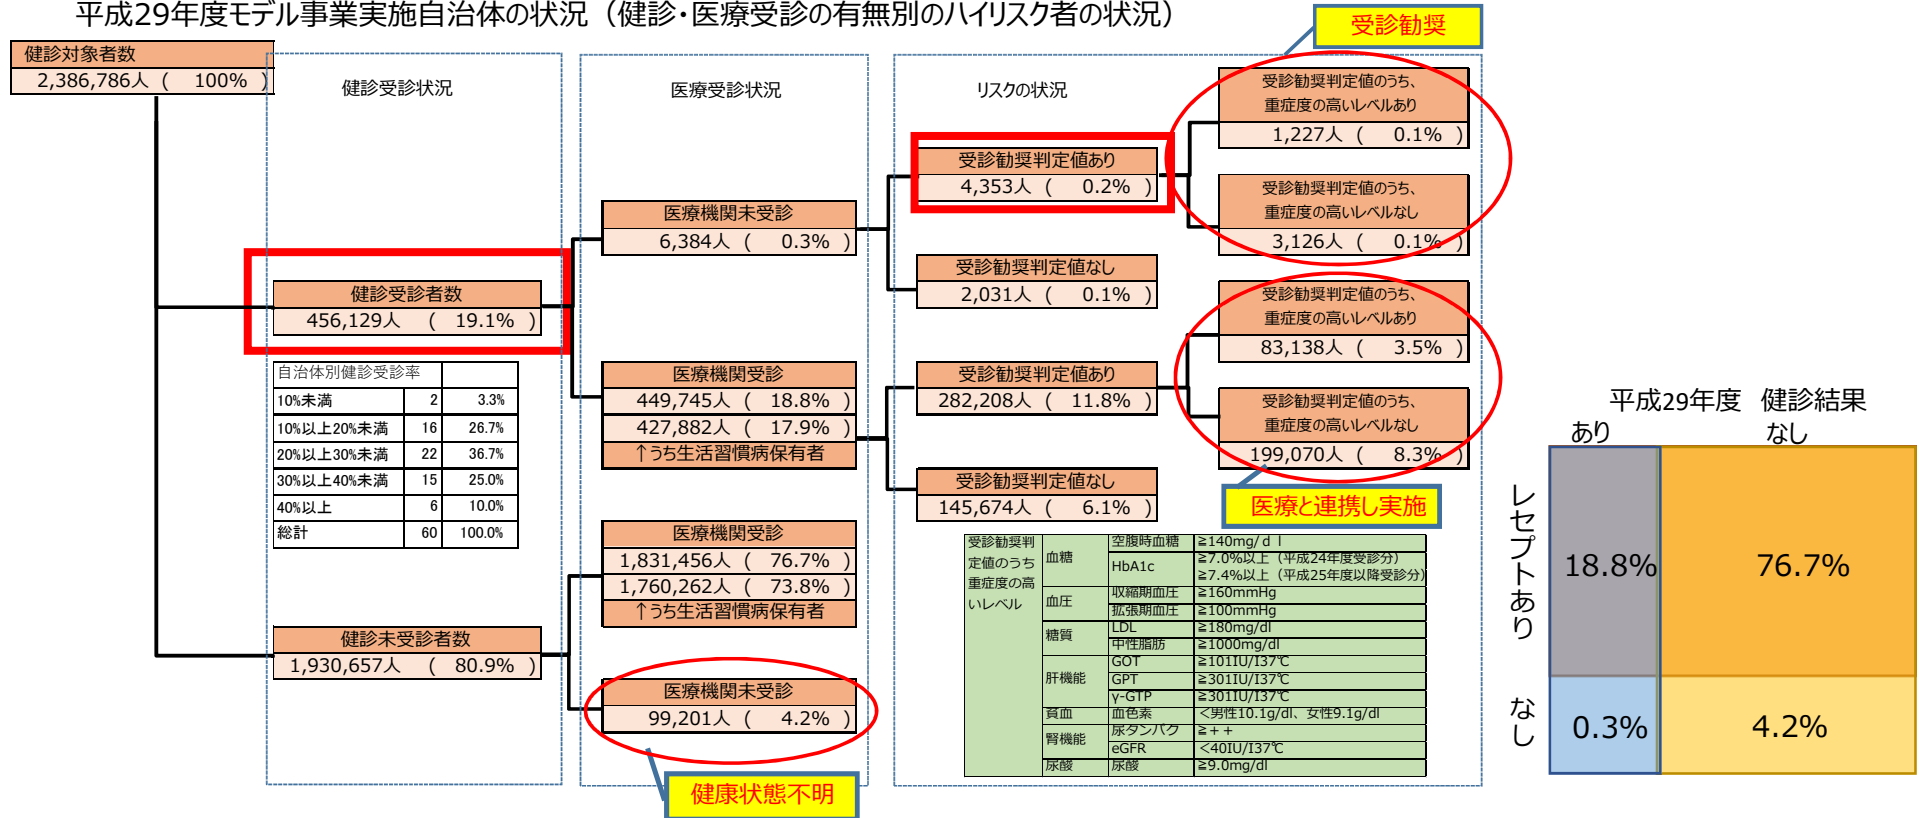 平成29年度モデル事業実施自治体の状況（健診・医療受診の有無別のハイリスク者の状況）
受診勧奨
健診対象者数
2,386,786人 ( 100% )
健診受診状況
医療受診状況
リスクの状況
受診勧奨判定値のうち、
重症度の高いレベルあり
1,227人 ( 0.1% )
受診勧奨判定値あり
4,353人 ( 0.2% )
受診勧奨判定値のうち、
重症度の高いレベルなし
3,126人 ( 0.1% )
医療機関未受診
6,384人 ( 0.3% )
受診勧奨判定値なし
2,031人 ( 0.1% )
健診受診者数
456,129人 ( 19.1% )
受診勧奨判定値のうち、
重症度の高いレベルあり
83,138人 ( 3.5% )
自治体別健診受診率
10%未満 2 3.3%
10%以上20%未満 16 26.7%
20%以上30%未満 22 36.7%
30%以上40%未満 15 25.0%
40%以上 6 10.0%
総計 60 100.0%
医療機関受診
449,745人 ( 18.8% )
427,882人 ( 17.9% )
↑うち生活習慣病保有者
受診勧奨判定値あり
282,208人 ( 11.8% )
受診勧奨判定値のうち、
重症度の高いレベルなし
199,070人 ( 8.3% )
受診勧奨判定値なし
145,674人 ( 6.1% )
医療と連携し実施
医療機関受診
1,831,456人 ( 76.7% )
1,760,262人 ( 73.8% )
↑うち生活習慣病保有者
健診未受診者数
1,930,657人 ( 80.9% )
医療機関未受診
99,201人 ( 4.2% )
健康状態不明
受診勧奨判
定値のうち
重症度の高
いレベル
血糖 空腹時血糖 ≧140mg/ｄｌ
HbA1c ≧7.0%以上（平成24年度受診分）
≧7.4%以上（平成25年度以降受診分）
血圧 収縮期血圧 ≧160mmHg
拡張期血圧 ≧100mmHg
糖質 LDL ≧180mg/dl
中性脂肪 ≧1000mg/dl
肝機能 GOT ≧101IU/I37℃
GPT ≧301IU/I37℃
γ-GTP ≧301IU/I37℃
貧血 血色素 ＜男性10.1g/dl、女性9.1g/dl
腎機能 尿タンパク ≧++
eGFR ＜40IU/I37℃
尿酸 尿酸 ≧9.0mg/dl
平成29年度 健診結果
あり なし
レセプトあり
18.8% 76.7%
なし
0.3% 4.2%